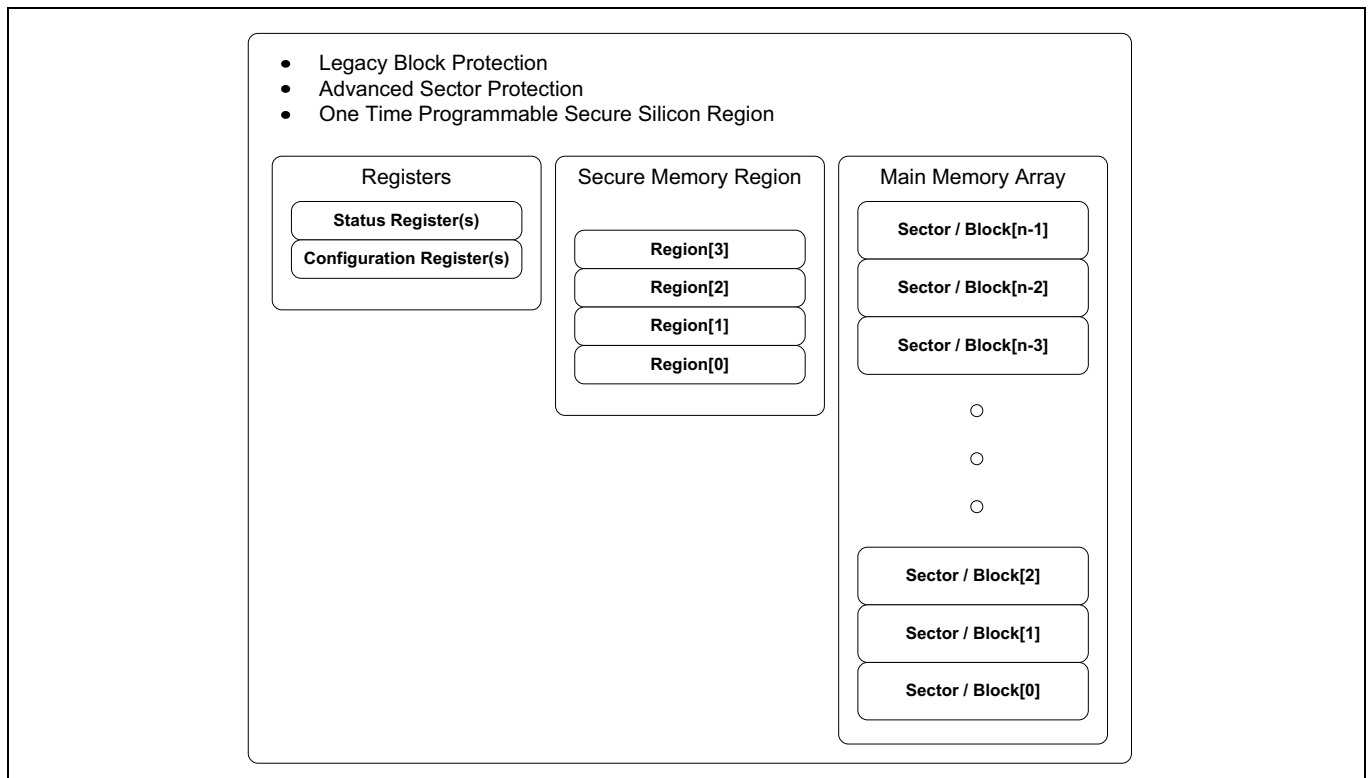 • Legacy Block Protection
• Advanced Sector Protection
• One Time Programmable Secure Silicon Region
Registers
Status Register(s)
Configuration Register(s)
Secure Memory Region
Region[3]
Region[2]
Region[1]
Region[0]
Main Memory Array
Sector / Block[n-1]
Sector / Block[n-2]
Sector / Block[n-3]
Sector / Block[2]
Sector / Block[1]
Sector / Block[0]